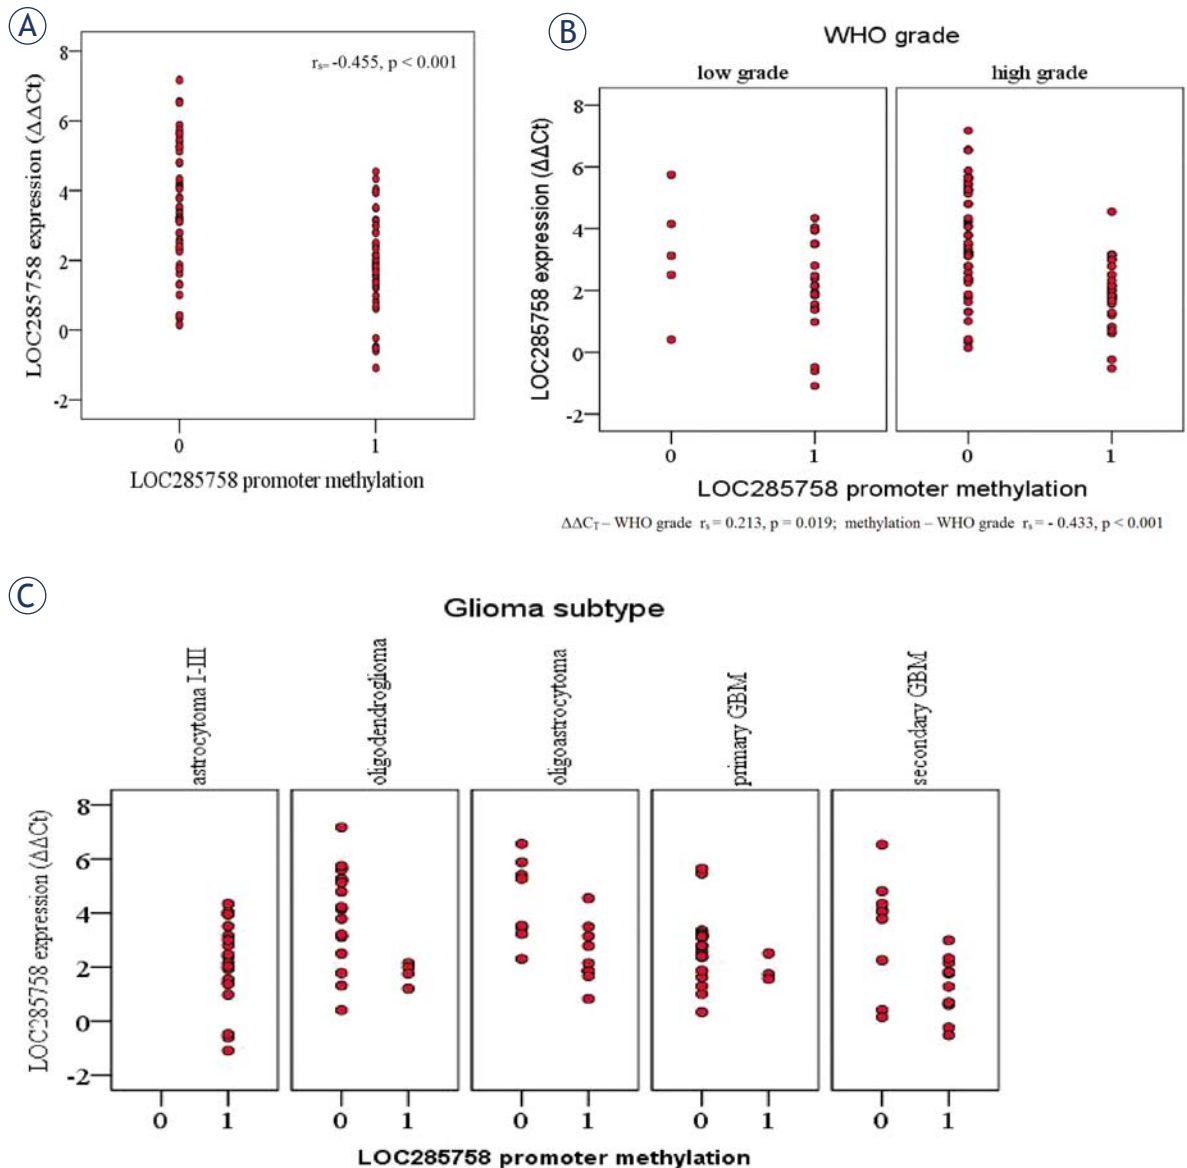 A
rs= -0.455, p < 0.001
LOC285758 expression (ΔΔCt)
8
6
4
2
0
-2
0 1
LOC285758 promoter methylation
B
WHO grade
low grade high grade
LOC285758 expression (ΔΔCt)
8
6
4
2
0
-2
0 1 0 1
LOC285758 promoter methylation
ΔΔCT – WHO grade rs = 0.213, p = 0.019; methylation – WHO grade rs = - 0.433, p < 0.001
C
Glioma subtype
astrocytoma I-III
oligodendroglioma
oligoastrocytoma
primary GBM
secondary GBM
LOC285758 expression (ΔΔCt)
8
6
4
2
0
-2
0 1 0 1 0 1 0 1 0 1
LOC285758 promoter methylation